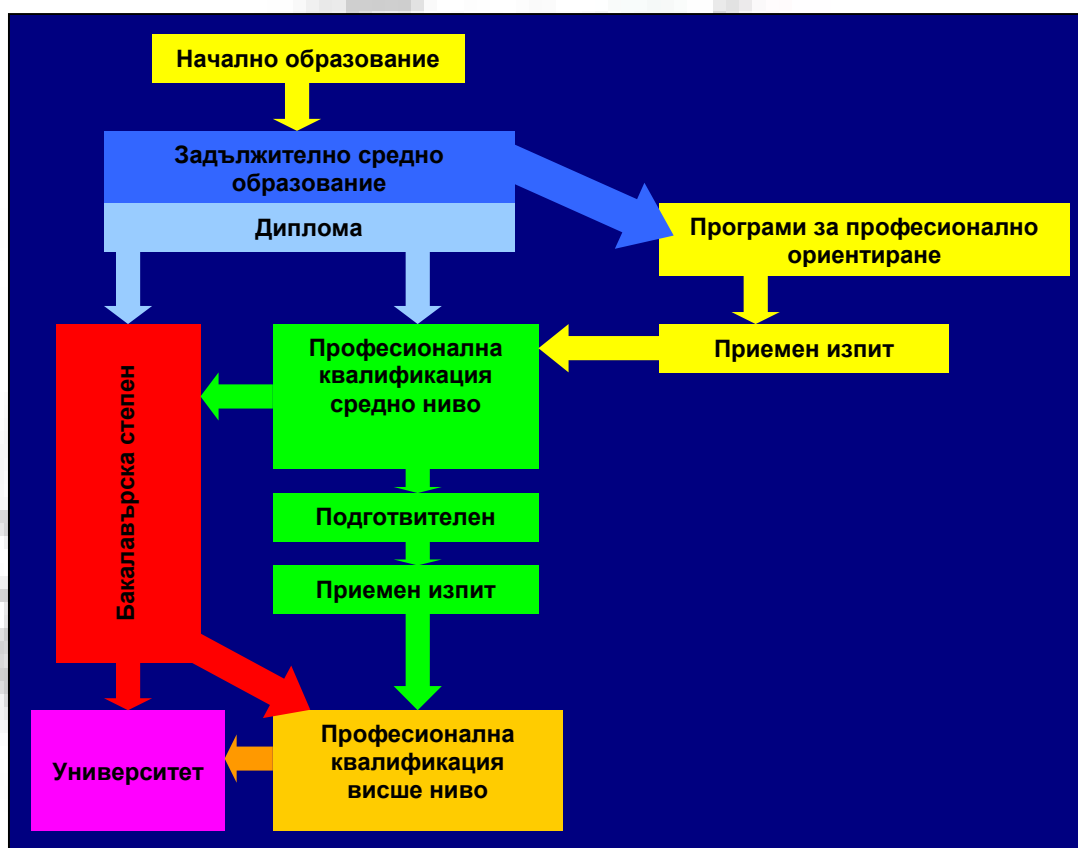 Начално образование
Задължително средно
образование
Диплома
Програми за професионално
ориентиране
Професионална
квалификация
средно ниво
Приемен изпит
Бакалавърска степен
Подготвителен
Приемен изпит
Университет
Професионална
квалификация
висше ниво